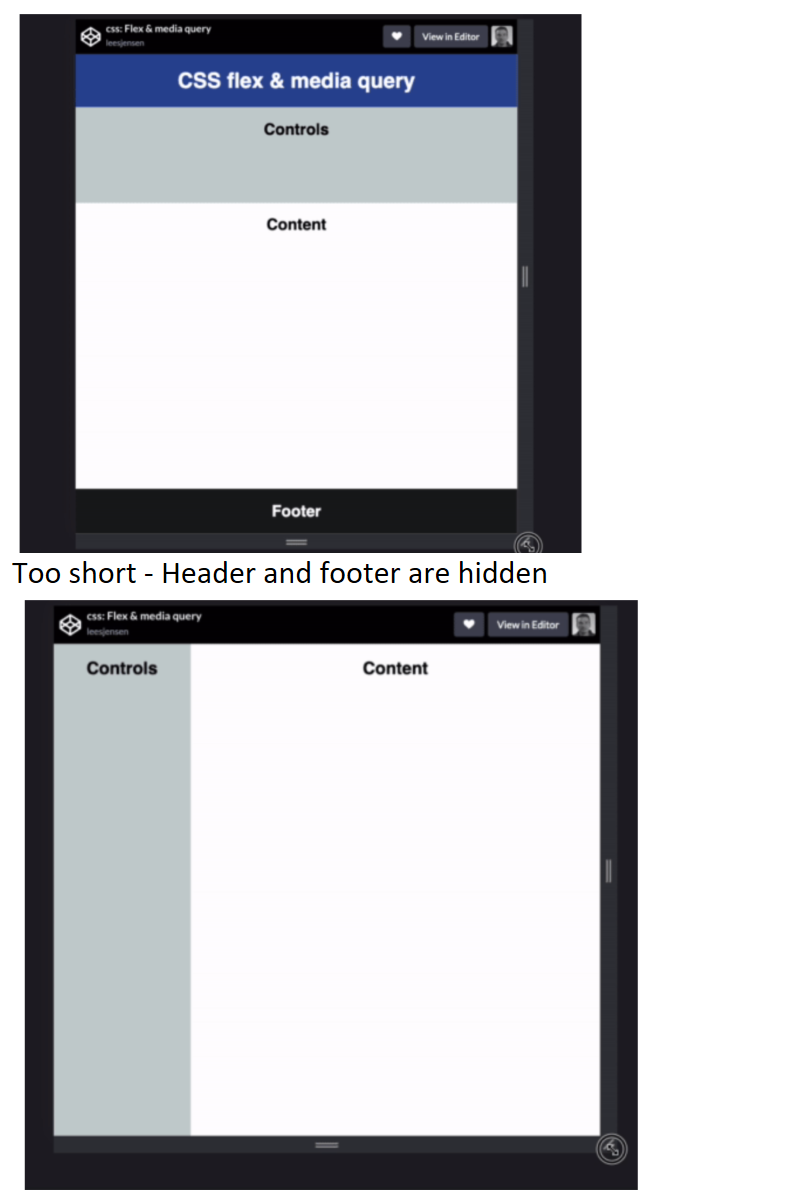 css: Flex & media query
leesjensen
View in Editor
CSS flex & media query
Controls
Content
Footer
Too short - Header and footer are hidden
css: Flex & media query
leesjensen
View in Editor
Controls
Content